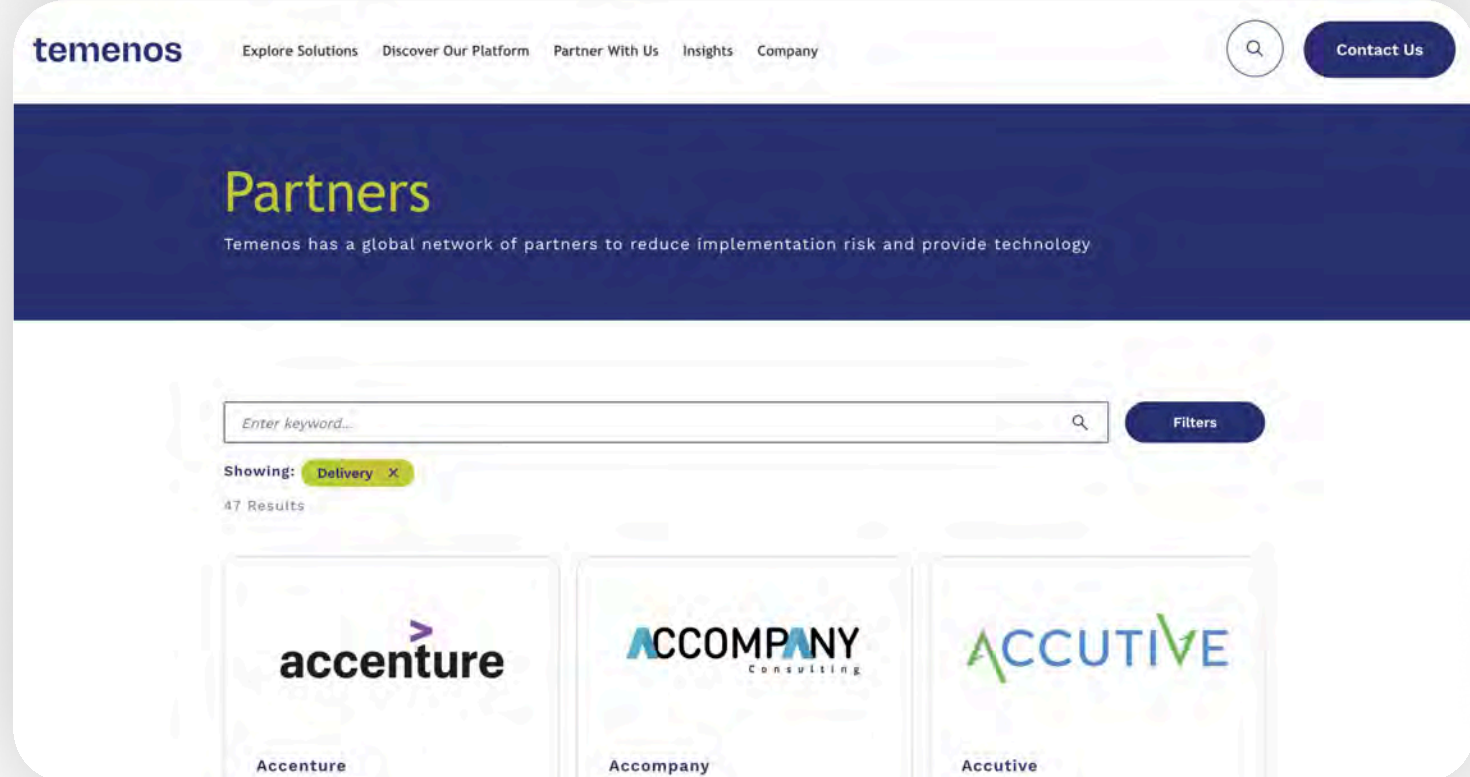 temenos
Explore Solutions Discover Our Platform Partner With Us Insights Company
Contact Us
Partners
Temenos has a global network of partners to reduce implementation risk and provide technology
Enter keyword...
Filters
Showing: Delivery ×
47 Results
accenture
ACCOMPANY
Consulting
ACCUTIVE
Accenture
Accompany
Accutive